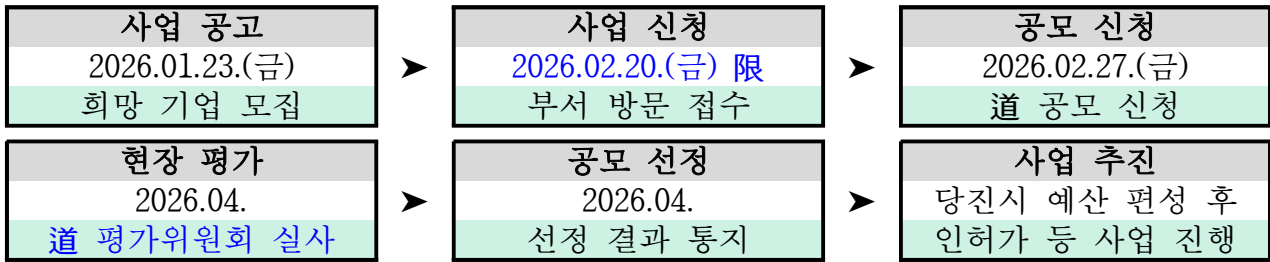 사업 공고
2026.01.23.(금)
희망 기업 모집
➤
사업 신청
2026.02.20.(금) 限
부서 방문 접수
➤
공모 신청
2026.02.27.(금)
道 공모 신청
현장 평가
2026.04.
道 평가위원회 실사
➤
공모 선정
2026.04.
선정 결과 통지
➤
사업 추진
당진시 예산 편성 후
인허가 등 사업 진행